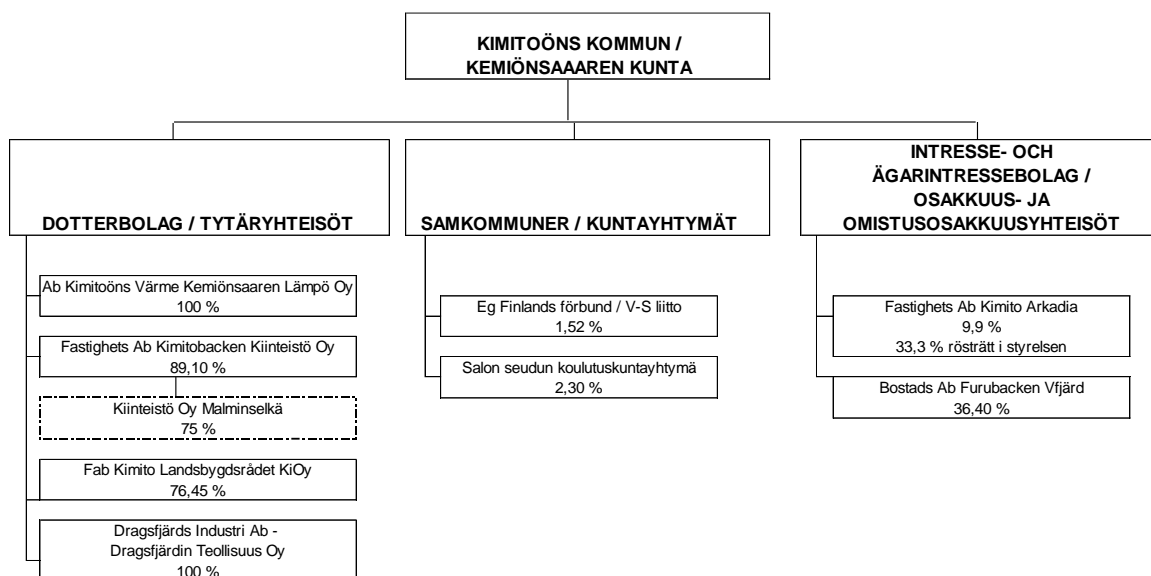 KIMITOÖNS KOMMUN /
KEMIÖNSAAAREN KUNTA
DOTTERBOLAG / TYTÄRYHTEISÖT
Ab Kimitoöns Värme Kemiönsaaren Lämpö Oy
100 %
Fastighets Ab Kimitobacken Kiinteistö Oy
89,10 %
Kiinteistö Oy Malminselkä
75 %
Fab Kimito Landsbygdsrådet KiOy
76,45 %
Dragsfjärds Industri Ab -
Dragsfjärdin Teollisuus Oy
100 %
SAMKOMMUNER / KUNTAYHTYMÄT
Eg Finlands förbund / V-S liitto
1,52 %
Salon seudun koulutuskuntayhtymä
2,30 %
INTRESSE- OCH
ÄGARINTRESSEBOLAG /
OSAKKUUS- JA
OMISTUSOSAKKUUSYHTEISÖT
Fastighets Ab Kimito Arkadia
9,9 %
33,3 % rösträtt i styrelsen
Bostads Ab Furubacken Vfjärd
36,40 %